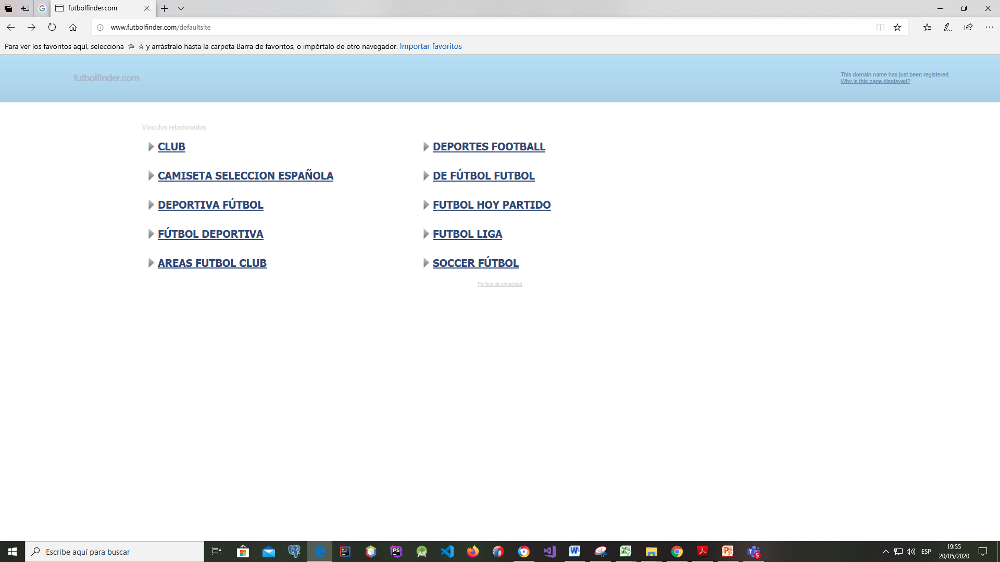 futbolfinder.com
www.futbolfinder.com/defaultsite
Para ver los favoritos aquí, selecciona y arrástralo hasta la carpeta Barra de favoritos, o impórtalo de otro navegador. Importar favoritos
futbolfinder.com
This domain name has just been registered.
Why is this page displayed?
Vínculos relacionados
CLUB
DEPORTES FOOTBALL
CAMISETA SELECCION ESPAÑOLA
DE FÚTBOL FUTBOL
DEPORTIVA FÚTBOL
FUTBOL HOY PARTIDO
FÚTBOL DEPORTIVA
FUTBOL LIGA
AREAS FUTBOL CLUB
SOCCER FÚTBOL
Política de privacidad
Escribe aquí para buscar
ESP
19:55
20/05/2020
5